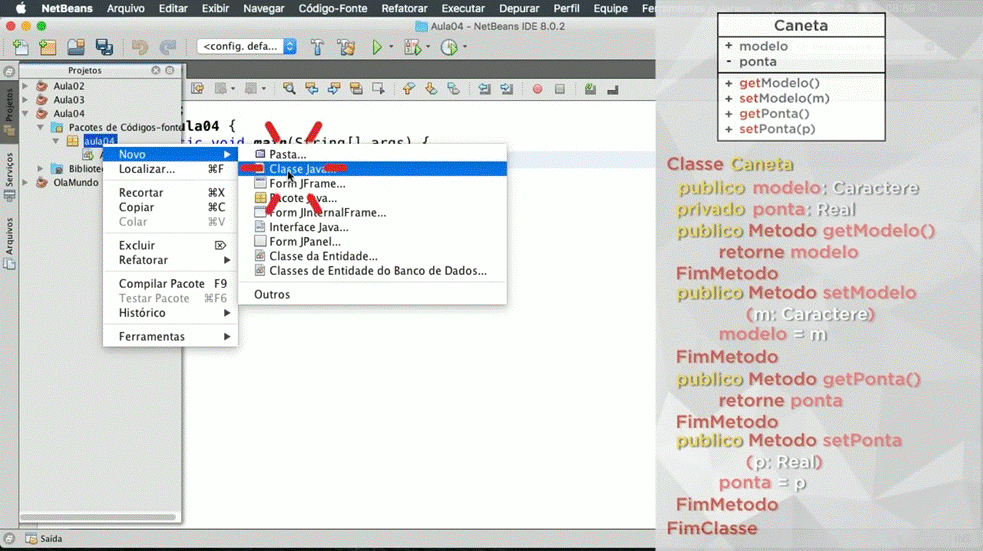 NetBeans Arquivo Editar Exibir Navegar Código-Fonte Refatorar Executar Depurar Perfil Equipe Ferramentas
Aula04 - NetBeans IDE 8.0.2
<config. defa...
Projetos
Projetos
Serviços
Arquivos
Aula02
Aula03
Aula04
Pacotes de Códigos-fonte
aula04
OlaMundo
ula04 {
ic void main(String[] args) {
Novo
Localizar... ⌘F
Recortar ⌘X
Copiar ⌘C
Colar ⌘V
Excluir ⌦
Refatorar
Compilar Pacote F9
Testar Pacote ⌘F6
Histórico
Ferramentas
Pasta...
Classe Java...
Form JFrame...
Pacote Java...
Form JInternalFrame...
Interface Java...
Form JPanel...
Classe da Entidade...
Classes de Entidade do Banco de Dados...
Outros
Saída
Caneta
+ modelo
- ponta
+ getModelo()
+ setModelo(m)
+ getPonta()
+ setPonta(p)
Classe Caneta
publico modelo: Caractere
privado ponta: Real
publico Metodo getModelo()
retorne modelo
FimMetodo
publico Metodo setModelo
(m: Caractere)
modelo = m
FimMetodo
publico Metodo getPonta()
retorne ponta
FimMetodo
publico Metodo setPonta
(p: Real)
ponta = p
FimMetodo
FimClasse